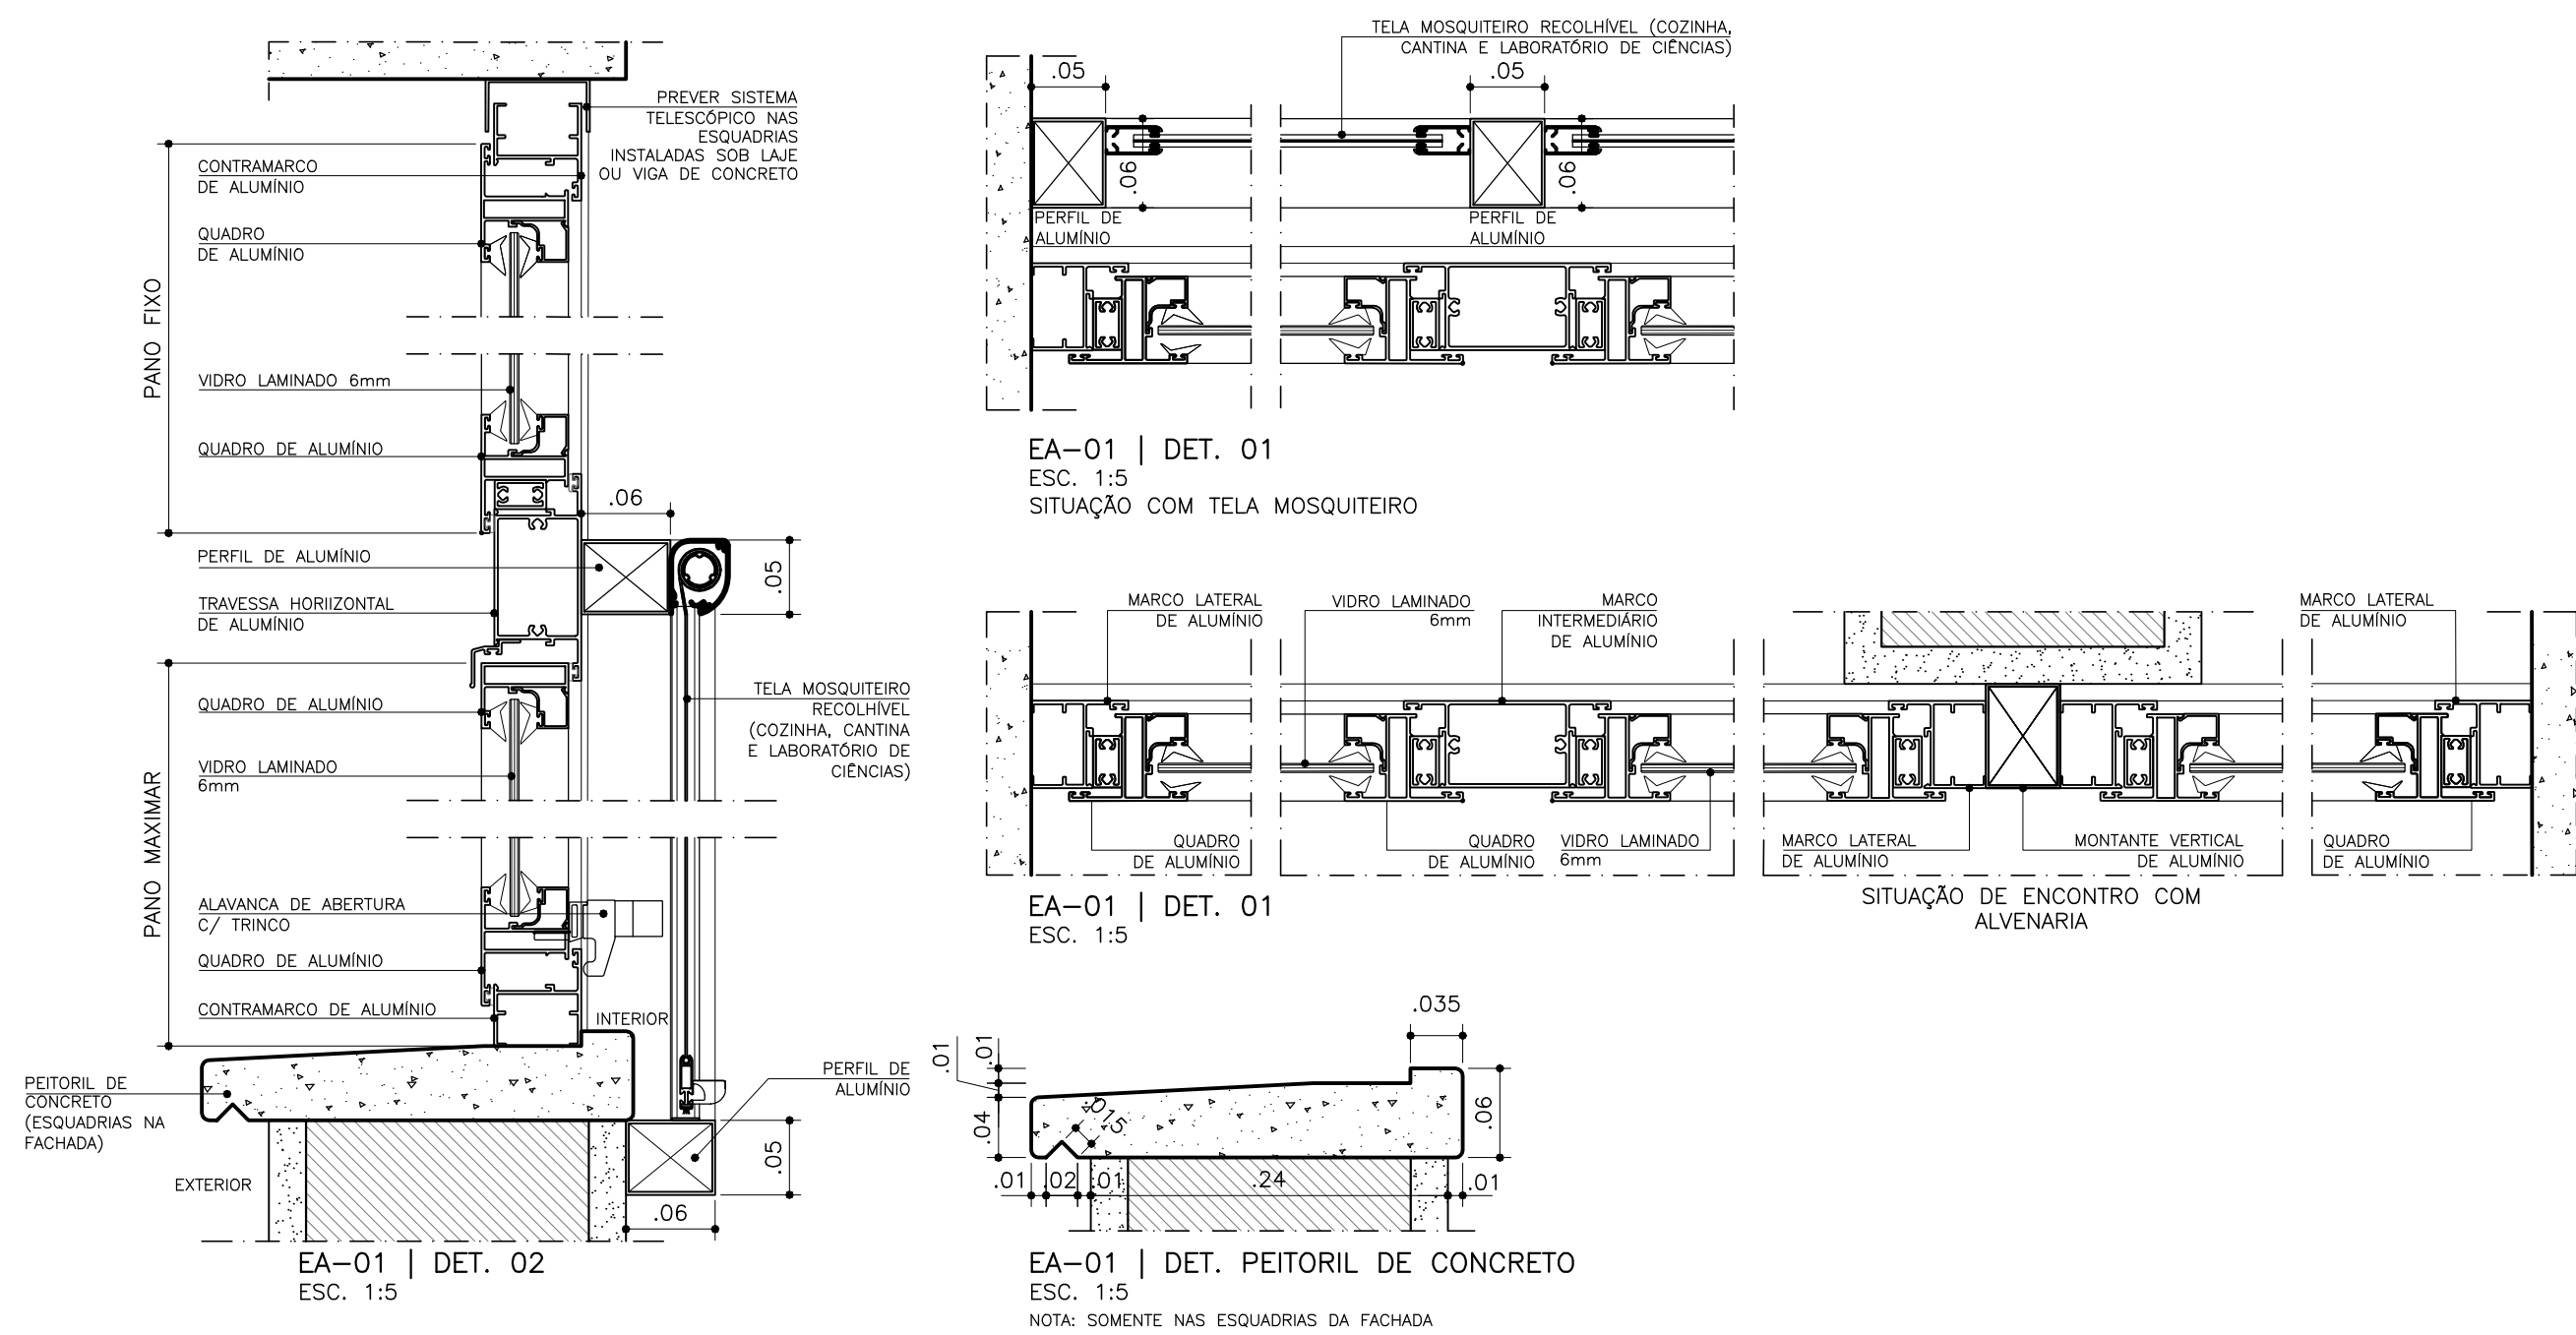 PREVER SISTEMA
TELESCÓPICO NAS
ESQUADRIAS
INSTALADAS SOB LAJE
OU VIGA DE CONCRETO
CONTRAMARCO
DE ALUMÍNIO
QUADRO
DE ALUMÍNIO
PANO FIXO
VIDRO LAMINADO 6mm
QUADRO DE ALUMÍNIO
.06
PERFIL DE ALUMÍNIO
.05
TRAVESSA HORIIZONTAL
DE ALUMÍNIO
QUADRO DE ALUMÍNIO
TELA MOSQUITEIRO
RECOLHÍVEL
(COZINHA, CANTINA
E LABORATÓRIO DE
CIÊNCIAS)
VIDRO LAMINADO
6mm
PANO MAXIMAR
ALAVANCA DE ABERTURA
C/ TRINCO
QUADRO DE ALUMÍNIO
CONTRAMARCO DE ALUMÍNIO
INTERIOR
PERFIL DE
ALUMÍNIO
PEITORIL DE
CONCRETO
(ESQUADRIAS NA
FACHADA)
.05
EXTERIOR
.06
EA-01 | DET. 02
ESC. 1:5
TELA MOSQUITEIRO RECOLHÍVEL (COZINHA,
CANTINA E LABORATÓRIO DE CIÊNCIAS)
.05
.05
.06
.06
PERFIL DE
ALUMÍNIO
PERFIL DE
ALUMÍNIO
EA-01 | DET. 01
ESC. 1:5
SITUAÇÃO COM TELA MOSQUITEIRO
MARCO LATERAL
DE ALUMÍNIO
VIDRO LAMINADO
6mm
MARCO
INTERMEDIÁRIO
DE ALUMÍNIO
MARCO LATERAL
DE ALUMÍNIO
QUADRO
DE ALUMÍNIO
QUADRO
DE ALUMÍNIO
VIDRO LAMINADO
6mm
MARCO LATERAL
DE ALUMÍNIO
MONTANTE VERTICAL
DE ALUMÍNIO
QUADRO
DE ALUMÍNIO
EA-01 | DET. 01
ESC. 1:5
SITUAÇÃO DE ENCONTRO COM
ALVENARIA
.035
.01
.01
.04
.015
.06
.01
.02
.01
.24
.01
EA-01 | DET. PEITORIL DE CONCRETO
ESC. 1:5
NOTA: SOMENTE NAS ESQUADRIAS DA FACHADA